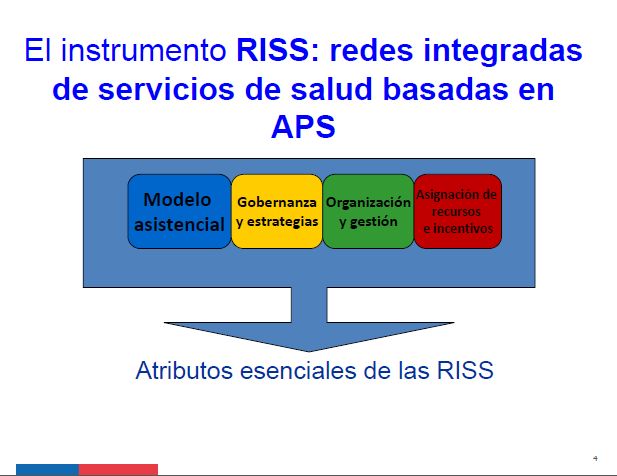 El instrumento RISS: redes integradas
de servicios de salud basadas en
APS
Modelo
asistencial
Gobernanza
y estrategias
Organización
y gestión
Asignación de
recursos
e incentivos
Atributos esenciales de las RISS
4